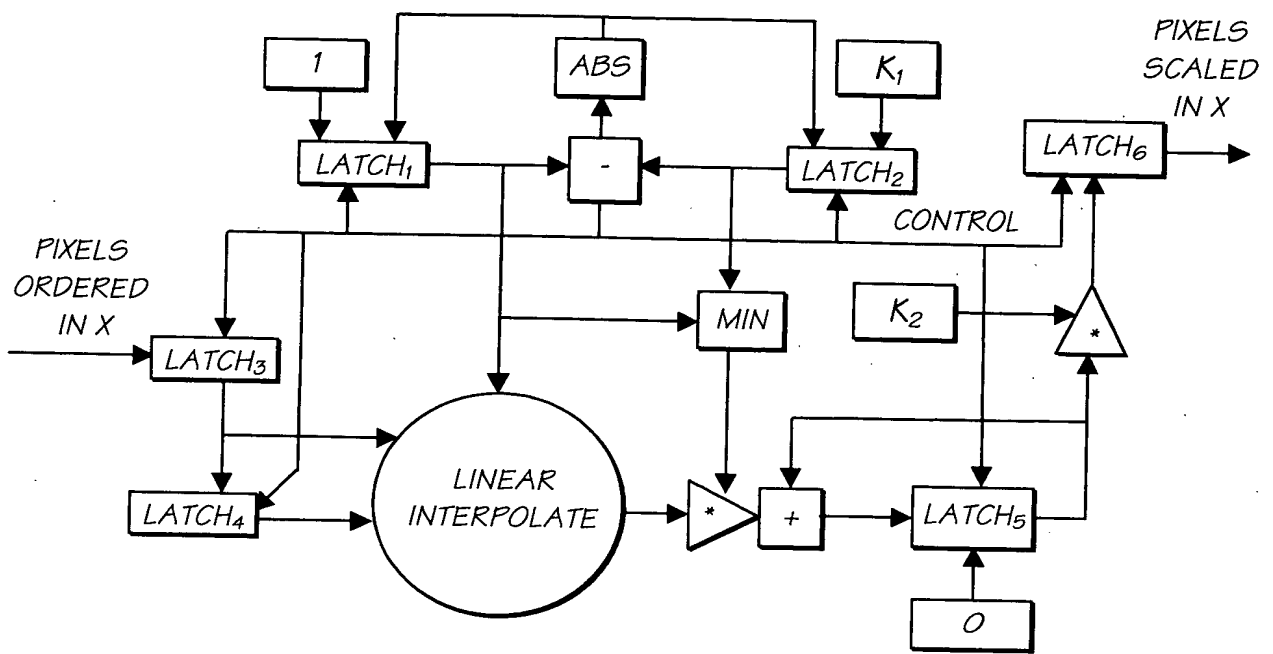 PIXELS
SCALED
IN X
1
ABS
K₁
LATCH₁
-
LATCH₂
LATCH₆
CONTROL
PIXELS
ORDERED
IN X
K₂
MIN
*
LATCH₃
LINEAR
INTERPOLATE
LATCH₄
*
+
LATCH₅
0